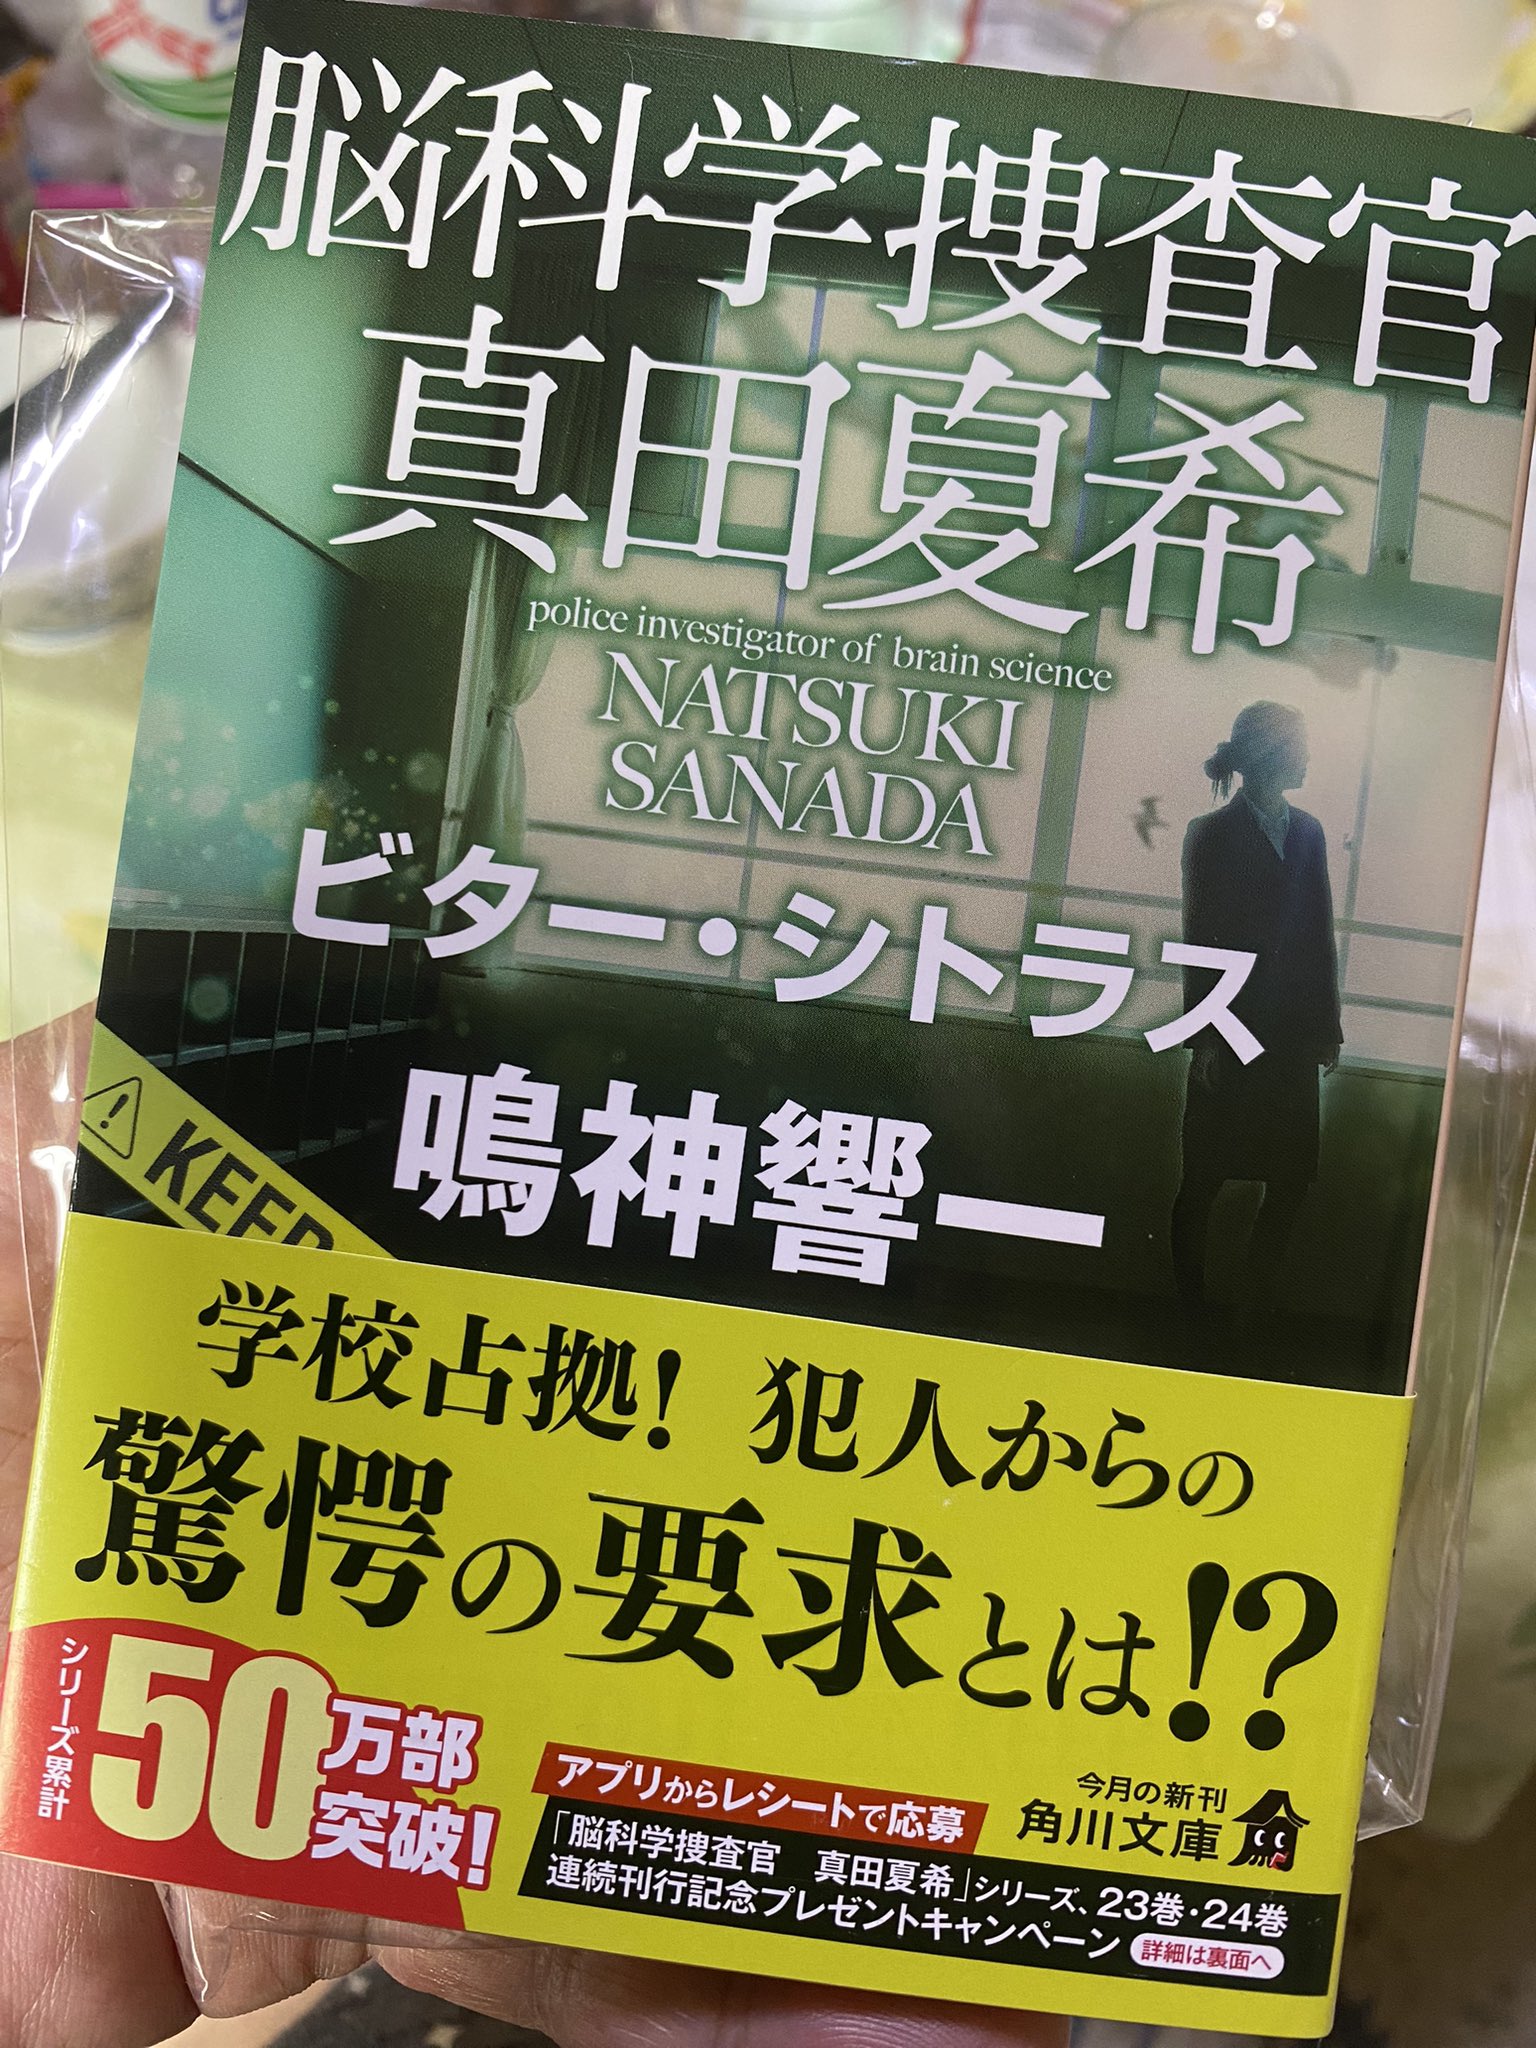 脳科学捜査官
真田夏希
police investigator of brain science
NATSUKI
SANADA
ビター・シトラス
鳴神響一
KEEP
学校占拠！ 犯人からの
驚愕の要求とは!?
シリーズ累計
50万部
突破!
アプリからレシートで応募
「脳科学捜査官 真田夏希」シリーズ、23巻・24巻
連続刊行記念プレゼントキャンペーン
詳細は裏面へ
今月の新刊
角川文庫